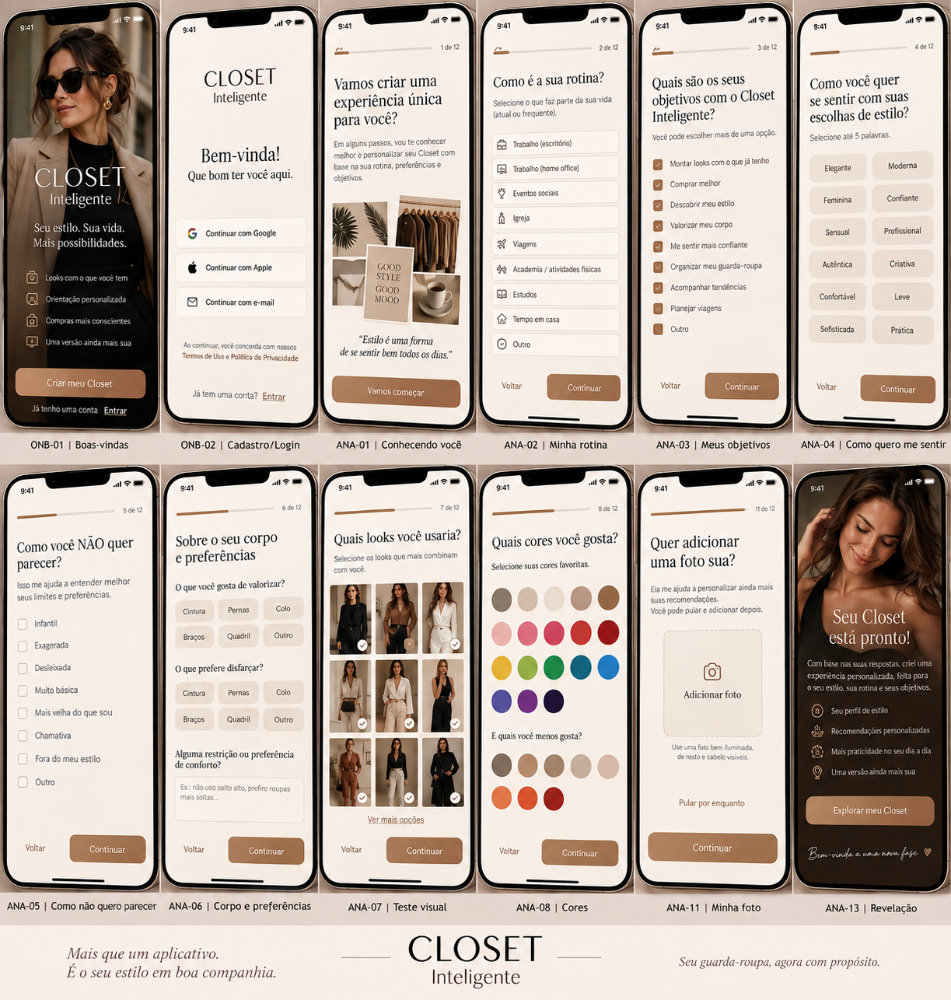 9:41
CLOSET
Inteligente
Seu estilo. Sua vida.
Mais possibilidades.
Looks com o que você tem
Orientação personalizada
Compras mais conscientes
Uma versão ainda mais sua
Criar meu Closet
Já tenho uma conta Entrar
ONB-01 | Boas-vindas
9:41
CLOSET
Inteligente
Bem-vinda!
Que bom ter você aqui.
Continuar com Google
Continuar com Apple
Continuar com e-mail
Ao continuar, você concorda com nossos
Termos de Uso e Política de Privacidade
Já tem uma conta? Entrar
ONB-02 | Cadastro/Login
9:41
1 de 12
Vamos criar uma
experiência única
para você?
Em alguns passos, vou te conhecer
melhor e personalizar seu Closet com
base na sua rotina, preferências e
objetivos.
GOOD
STYLE
GOOD
MOOD
“Estilo é uma forma
de se sentir bem todos os dias.”
Vamos começar
ANA-01 | Conhecendo você
9:41
2 de 12
Como é a sua rotina?
Selecione o que faz parte da sua vida
(atual ou frequente).
Trabalho (escritório)
Trabalho (home office)
Eventos sociais
Igreja
Viagens
Academia / atividades físicas
Estudos
Tempo em casa
Outro
Voltar
Continuar
ANA-02 | Minha rotina
9:41
3 de 12
Quais são os seus
objetivos com o Closet
Inteligente?
Você pode escolher mais de uma opção.
Montar looks com o que já tenho
Comprar melhor
Descobrir meu estilo
Valorizar meu corpo
Me sentir mais confiante
Organizar meu guarda-roupa
Acompanhar tendências
Planejar viagens
Outro
Voltar
Continuar
ANA-03 | Meus objetivos
9:41
4 de 12
Como você quer
se sentir com suas
escolhas de estilo?
Selecione até 5 palavras.
Elegante
Moderna
Feminina
Confiante
Sensual
Profissional
Autêntica
Criativa
Confortável
Leve
Sofisticada
Prática
Voltar
Continuar
ANA-04 | Como quero me sentir
9:41
5 de 12
Como você NÃO quer
parecer?
Isso me ajuda a entender melhor
seus limites e preferências.
Infantil
Exagerada
Desleixada
Muito básica
Mais velha do que sou
Chamativa
Fora do meu estilo
Outro
Voltar
Continuar
ANA-05 | Como não quero parecer
9:41
6 de 12
Sobre o seu corpo
e preferências
O que você gosta de valorizar?
Cintura
Pernas
Colo
Braços
Quadril
Outro
O que prefere disfarçar?
Cintura
Pernas
Colo
Braços
Quadril
Outro
Alguma restrição ou preferência
de conforto?
Ex.: não uso salto alto, prefiro roupas
mais soltas...
Voltar
Continuar
ANA-06 | Corpo e preferências
9:41
7 de 12
Quais looks você usaria?
Selecione os looks que mais combinam
com você.
Ver mais opções
Voltar
Continuar
ANA-07 | Teste visual
9:41
8 de 12
Quais cores você gosta?
Selecione suas cores favoritas.
E quais você menos gosta?
Voltar
Continuar
ANA-08 | Cores
9:41
11 de 12
Quer adicionar
uma foto sua?
Ela me ajuda a personalizar ainda mais
suas recomendações.
Você pode pular e adicionar depois.
Adicionar foto
Use uma foto bem iluminada,
de rosto e cabelo visíveis.
Pular por enquanto
Continuar
ANA-11 | Minha foto
9:41
Seu Closet
está pronto!
Com base nas suas respostas, criei uma
experiência personalizada, feita para
o seu estilo, sua rotina e seus objetivos.
Seu perfil de estilo
Recomendações personalizadas
Mais praticidade no seu dia a dia
Uma versão ainda mais sua
Explorar meu Closet
Bem-vinda a uma nova fase
ANA-13 | Revelação
Mais que um aplicativo.
É o seu estilo em boa companhia.
CLOSET
Inteligente
Seu guarda-roupa, agora com propósito.